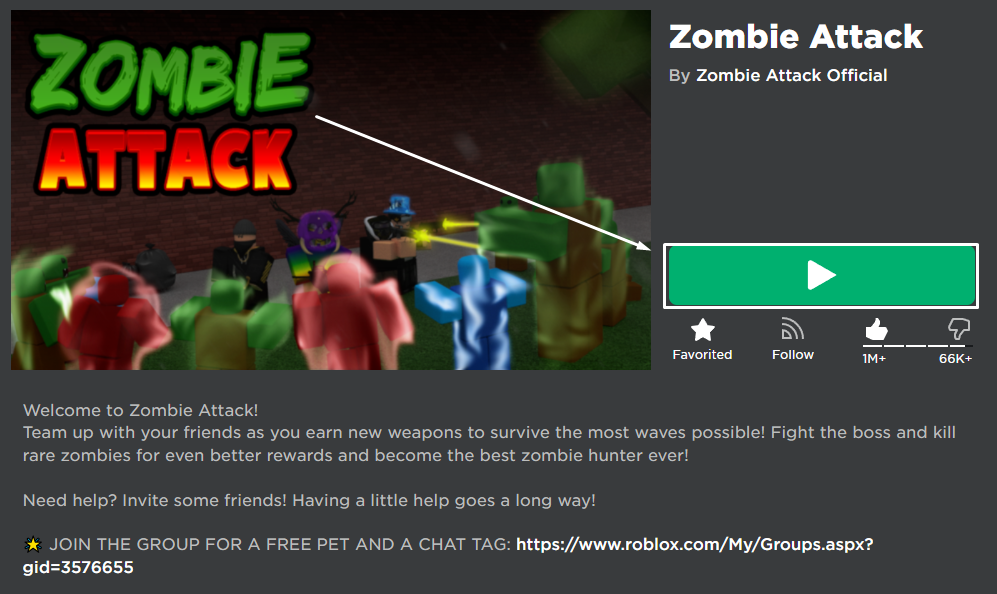 ZOMBIE
ATTACK
Zombie Attack
By Zombie Attack Official
Favorited
Follow
1M+
66K+
Welcome to Zombie Attack!
Team up with your friends as you earn new weapons to survive the most waves possible! Fight the boss and kill
rare zombies for even better rewards and become the best zombie hunter ever!
Need help? Invite some friends! Having a little help goes a long way!
🌟 JOIN THE GROUP FOR A FREE PET AND A CHAT TAG: https://www.roblox.com/My/Groups.aspx?
gid=3576655